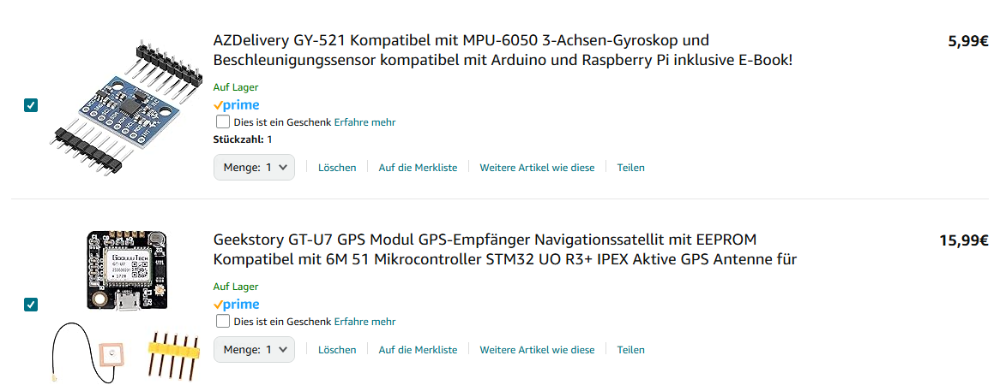 AZDelivery GY-521 Kompatibel mit MPU-6050 3-Achsen-Gyroskop und
Beschleunigungssensor kompatibel mit Arduino und Raspberry Pi inklusive E-Book!
5,99€
Auf Lager
prime
Dies ist ein Geschenk Erfahre mehr
Stückzahl: 1
Menge: 1
Löschen
Auf die Merkliste
Weitere Artikel wie diese
Teilen
Geekstory GT-U7 GPS Modul GPS-Empfänger Navigationssatellit mit EEPROM
Kompatibel mit 6M 51 Mikrocontroller STM32 UO R3+ IPEX Aktive GPS Antenne für
15,99€
Auf Lager
prime
Dies ist ein Geschenk Erfahre mehr
Menge: 1
Löschen
Auf die Merkliste
Weitere Artikel wie diese
Teilen
GT-U7